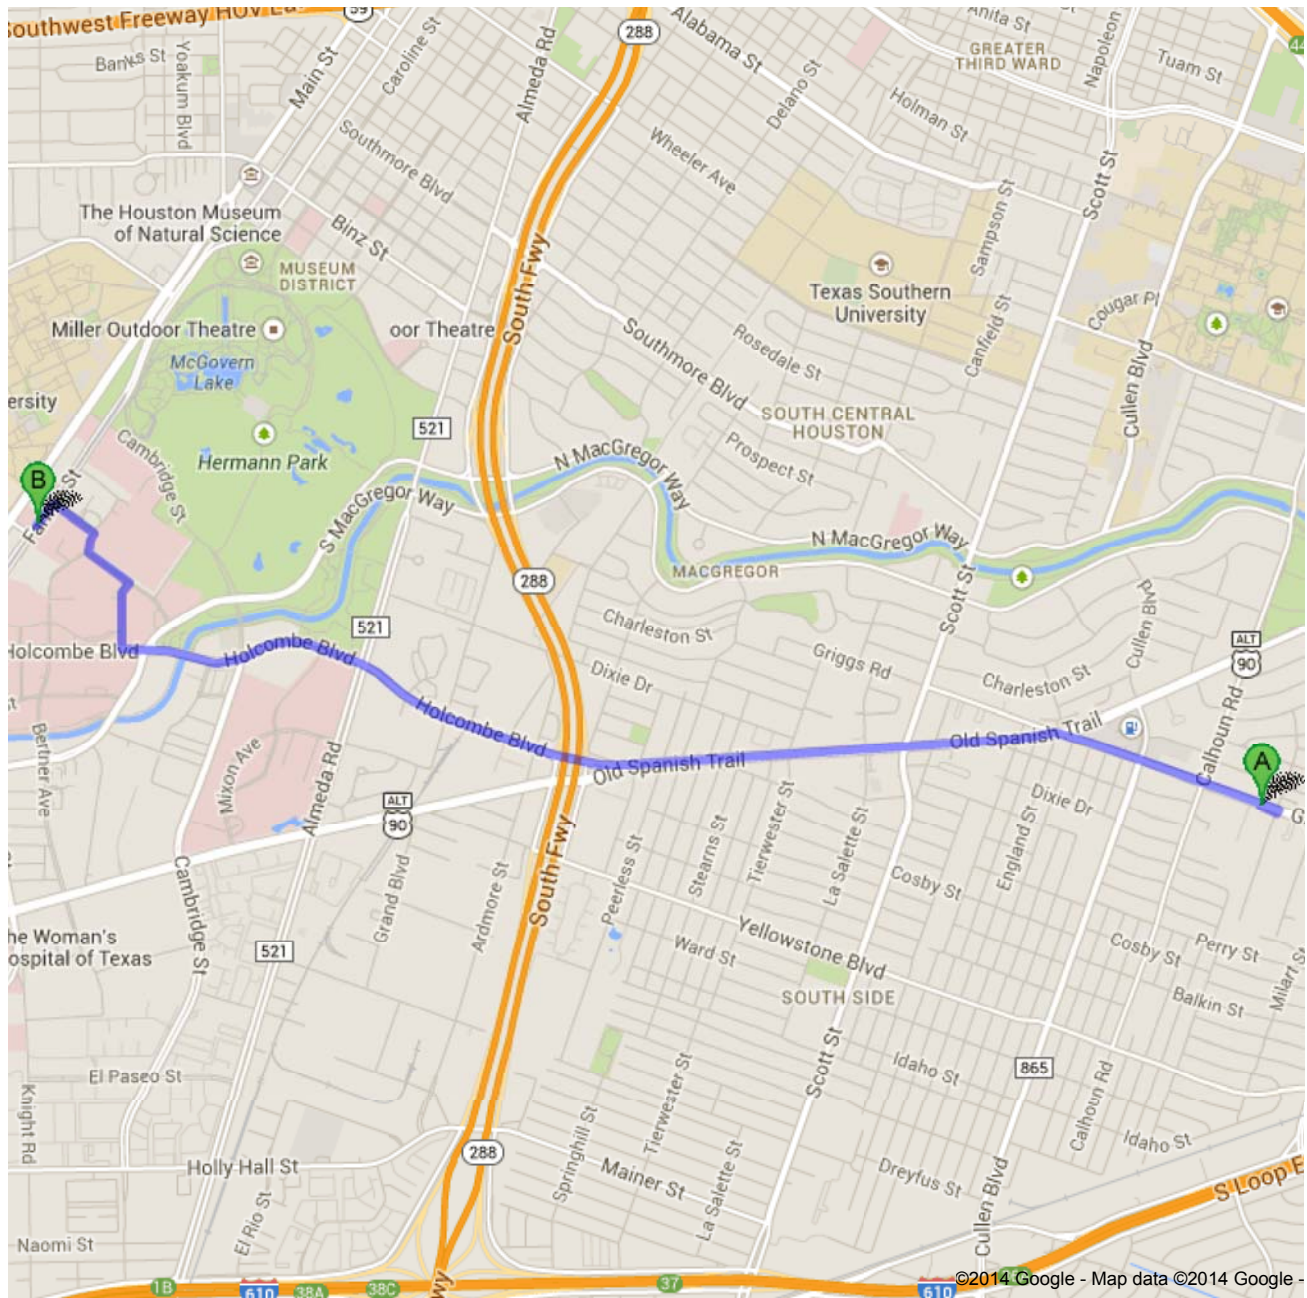 Southwest Freeway HOV
59
288
Alabama St
Anita St
Napoleon
44
Banks St
Yoakum Blvd
Main St
Caroline St
Almeda Rd
GREATER
THIRD WARD
Tuam St
Delano St
Holman St
Southmore Blvd
Wheeler Ave
Scott St
The Houston Museum
of Natural Science
Binz St
Sampson St
MUSEUM
DISTRICT
South Fwy
Texas Southern
University
Cougar Pl
Miller Outdoor Theatre
oor Theatre
McGovern
Lake
Southmore Blvd
Rosedale St
Canfield St
Cullen Blvd
ersity
521
SOUTH CENTRAL
HOUSTON
Cambridge St
Hermann Park
N MacGregor Way
Prospect St
B
St
S MacGregor Way
N MacGregor Way
288
MACGREGOR
Scott St
Charleston St
521
Cullen Blv
ALT
90
Holcombe Blvd
Holcombe Blvd
Griggs Rd
Charleston St
Dixie Dr
Calhoun Rd
Holcombe Blvd
Old Spanish Trail
Old Spanish Trail
A
Bertner Ave
Mixon Ave
Almeda Rd
ALT
90
Dixie Dr
G
Tierwester St
La Salette St
Stearns St
England St
Peerless St
South Fwy
Cosby St
Cambridge St
Grand Blvd
Ardmore St
Yellowstone Blvd
he Woman's
ospital of Texas
521
Ward St
Cosby St
Perry St
Milart St
SOUTH SIDE
Balkin St
El Paseo St
Knight Rd
Scott St
Idaho St
865
Calhoun Rd
Tierwester St
Springhill St
Idaho St
288
Holly Hall St
Mainer St
La Salette St
Dreyfus St
Cullen Blvd
S Loop E
El Rio St
Naomi St
1B
610
38A
38C
wy
37
610
©2014 Google - Map data ©2014 Google -